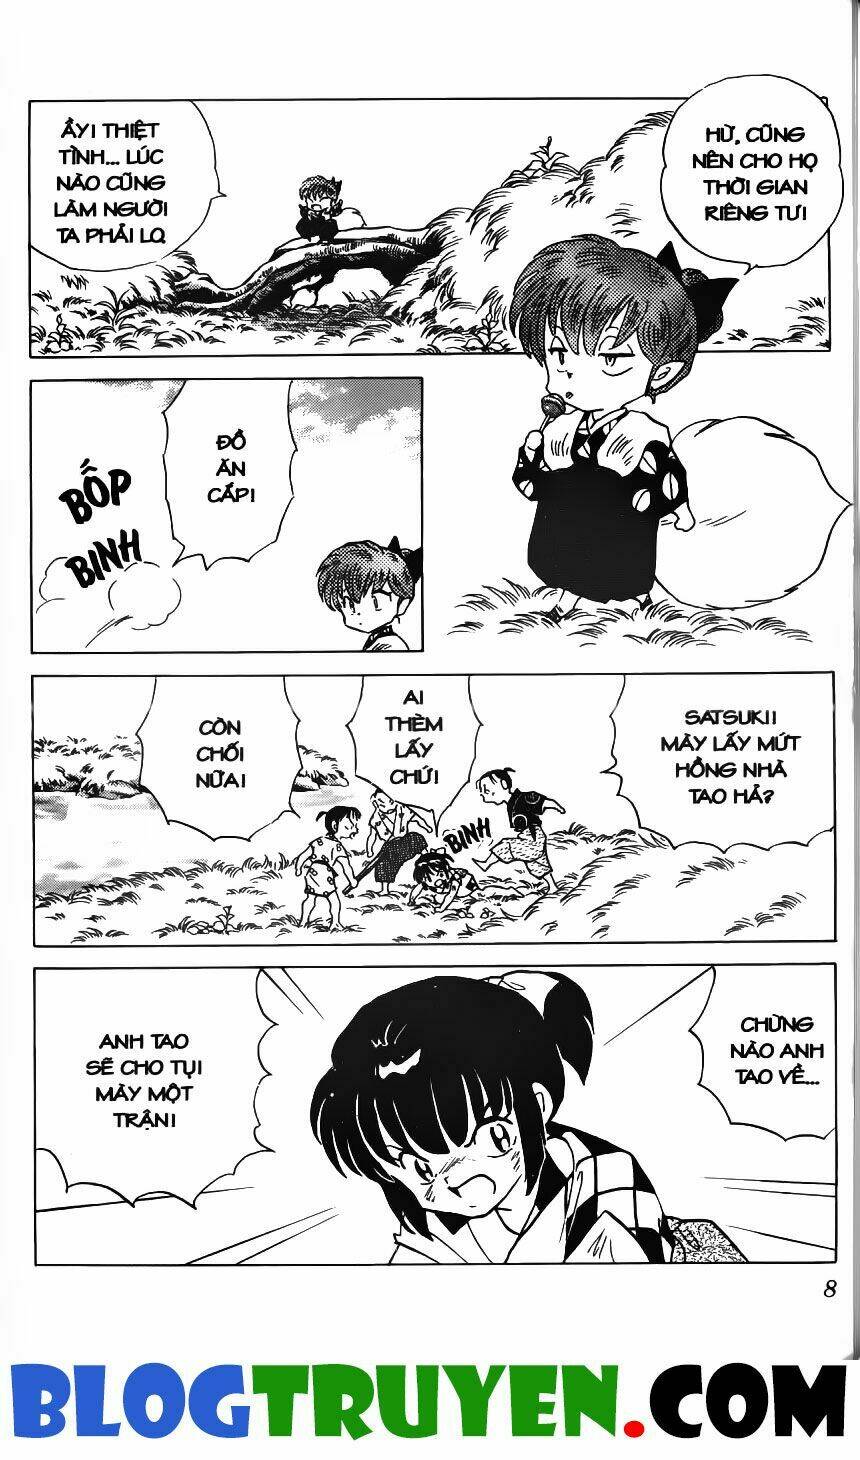 HỪ, CŨNG
NÊN CHO HỌ
THỜI GIAN
RIÊNG TƯ!
ẦY! THIỆT
TÌNH... LÚC
NÀO CŨNG
LÀM NGƯỜI
TA PHẢI LO.
ĐỒ
ĂN
CẮP!
BỐP
BINH
SATSUKI!
MÀY LẤY MỨT
HỒNG NHÀ
TAO HẢ?
BINH
AI
THÈM
LẤY
CHỨ!
CÒN
CHỐI
NỮA!
CHỪNG
NÀO ANH
TAO VỀ...
ANH TAO
SẼ CHO TỤI
MÀY MỘT
TRẬN!
8
BLOGTRUYEN.COM